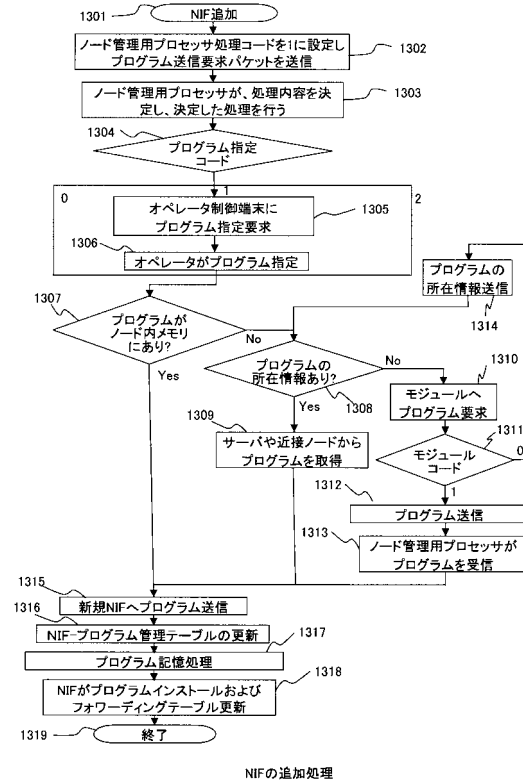 1301
NIF追加
ノード管理用プロセッサ処理コードを1に設定し
プログラム送信要求パケットを送信
1302
ノード管理用プロセッサが、処理内容を決
定し、決定した処理を行う
1303
1304
プログラム指定
コード
0
1
2
オペレータ制御端末に
プログラム指定要求
1305
1306
オペレータがプログラム指定
プログラムの
所在情報送信
1314
1307
プログラムが
ノード内メモリ
にあり?
No
Yes
プログラムの
所在情報あり?
No
Yes
1308
モジュールへ
プログラム要求
1310
1309
サーバや近接ノードから
プログラムを取得
モジュール
コード
1311
0
1
1312
プログラム送信
1313
ノード管理用プロセッサが
プログラムを受信
1315
新規NIFへプログラム送信
1316
NIF-プログラム管理テーブルの更新
1317
プログラム記憶処理
NIFがプログラムインストールおよび
フォワーディングテーブル更新
1318
1319
終了
NIFの追加処理